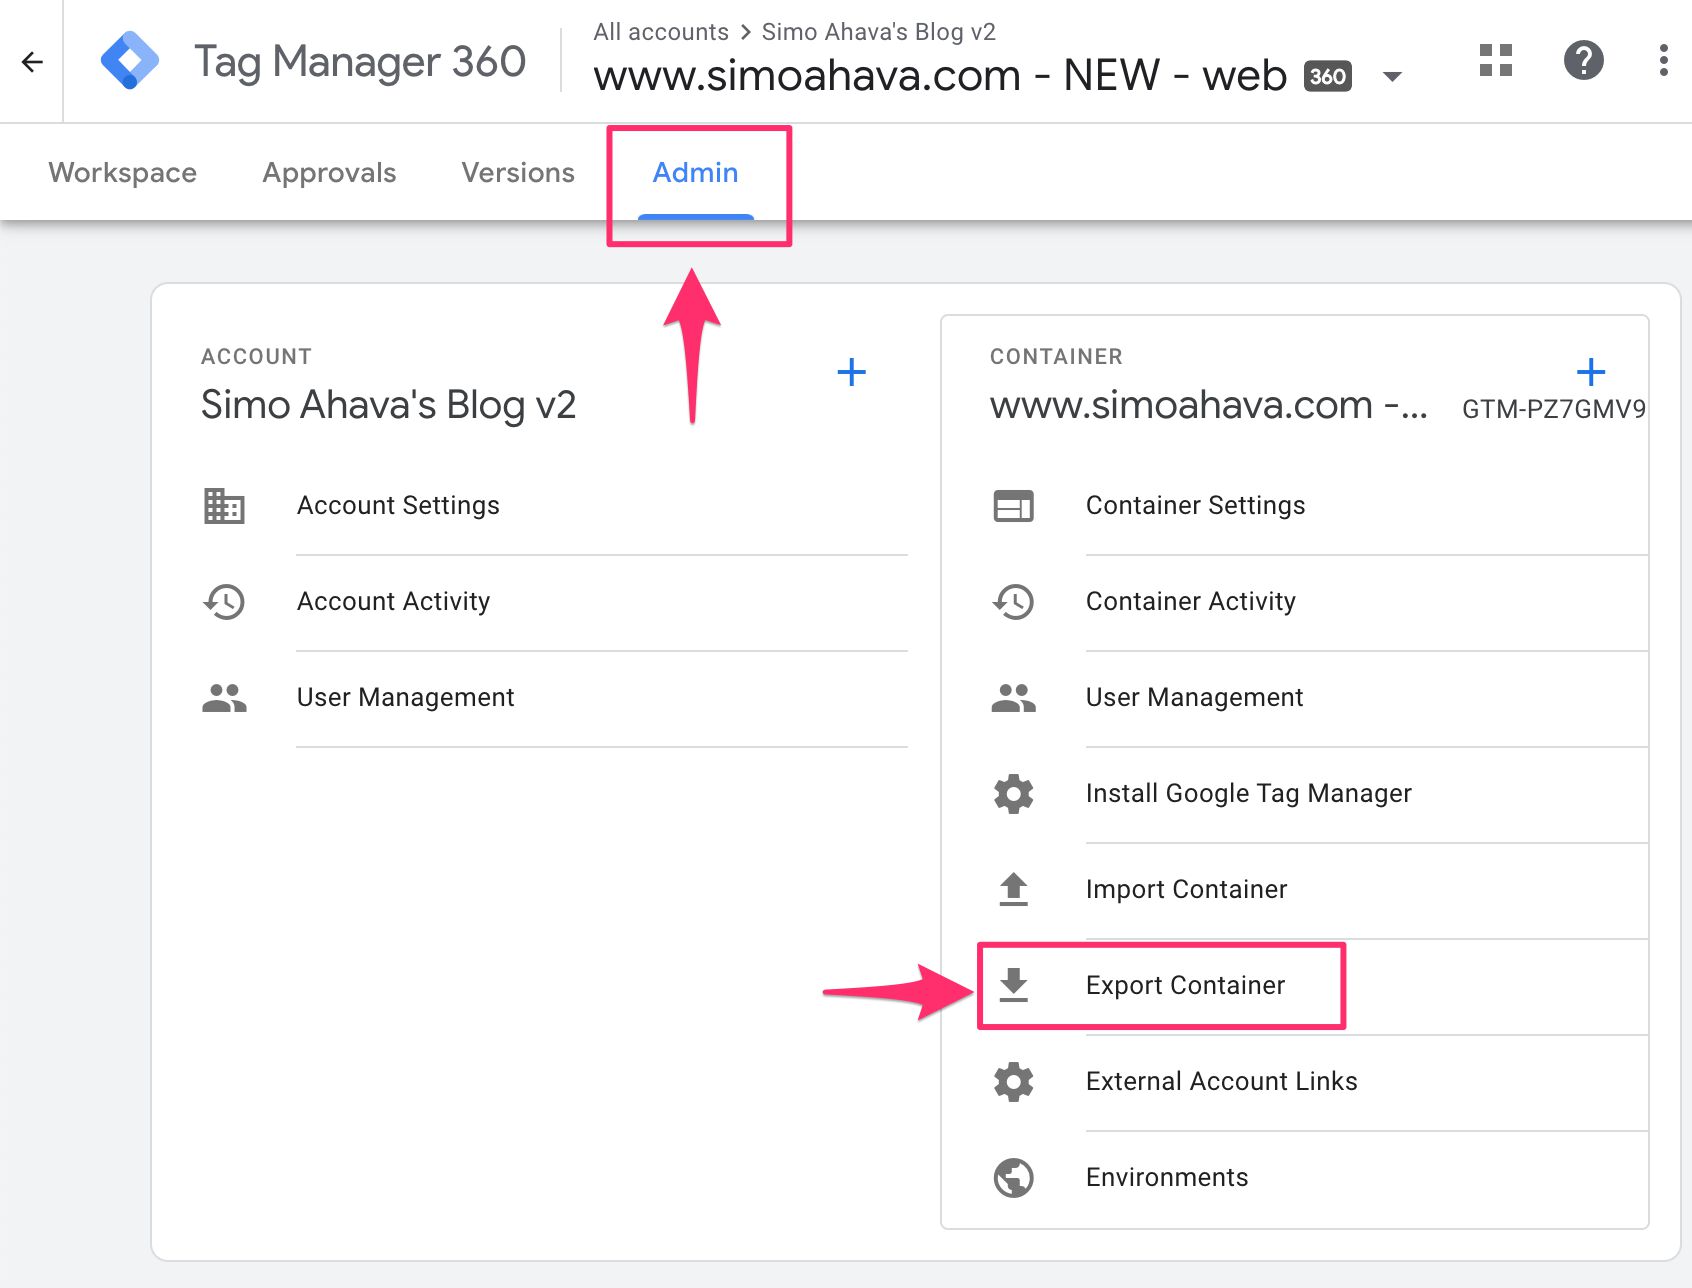 Tag Manager 360
All accounts > Simo Ahava's Blog v2
www.simoahava.com - NEW - web 360
?
Workspace Approvals Versions Admin
ACCOUNT
Simo Ahava's Blog v2
Account Settings
Account Activity
User Management
CONTAINER
www.simoahava.com -... GTM-PZ7GMV9
Container Settings
Container Activity
User Management
Install Google Tag Manager
Import Container
Export Container
External Account Links
Environments